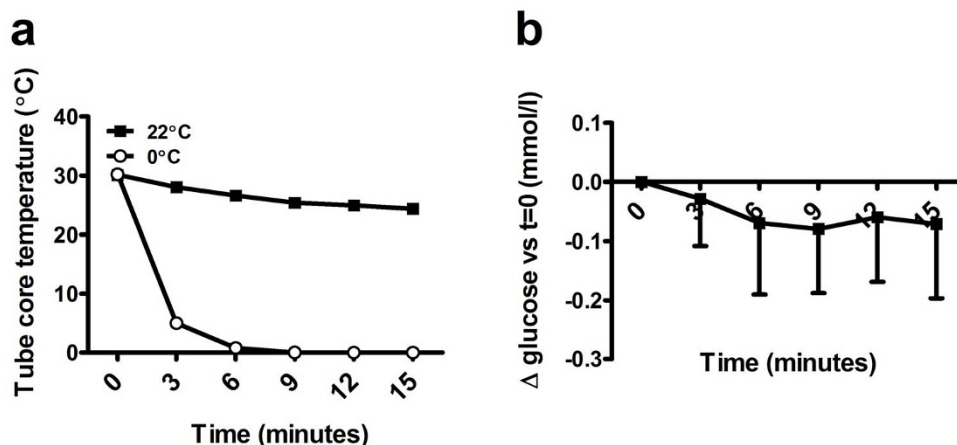 a
Tube core temperature (°C)
40
30
20
10
0
22°C
0°C
0 3 6 9 12 15
Time (minutes)
b
Δ glucose vs t=0 (mmol/l)
0.1
0.0
-0.1
-0.2
-0.3
0 3 6 9 12 15
Time (minutes)